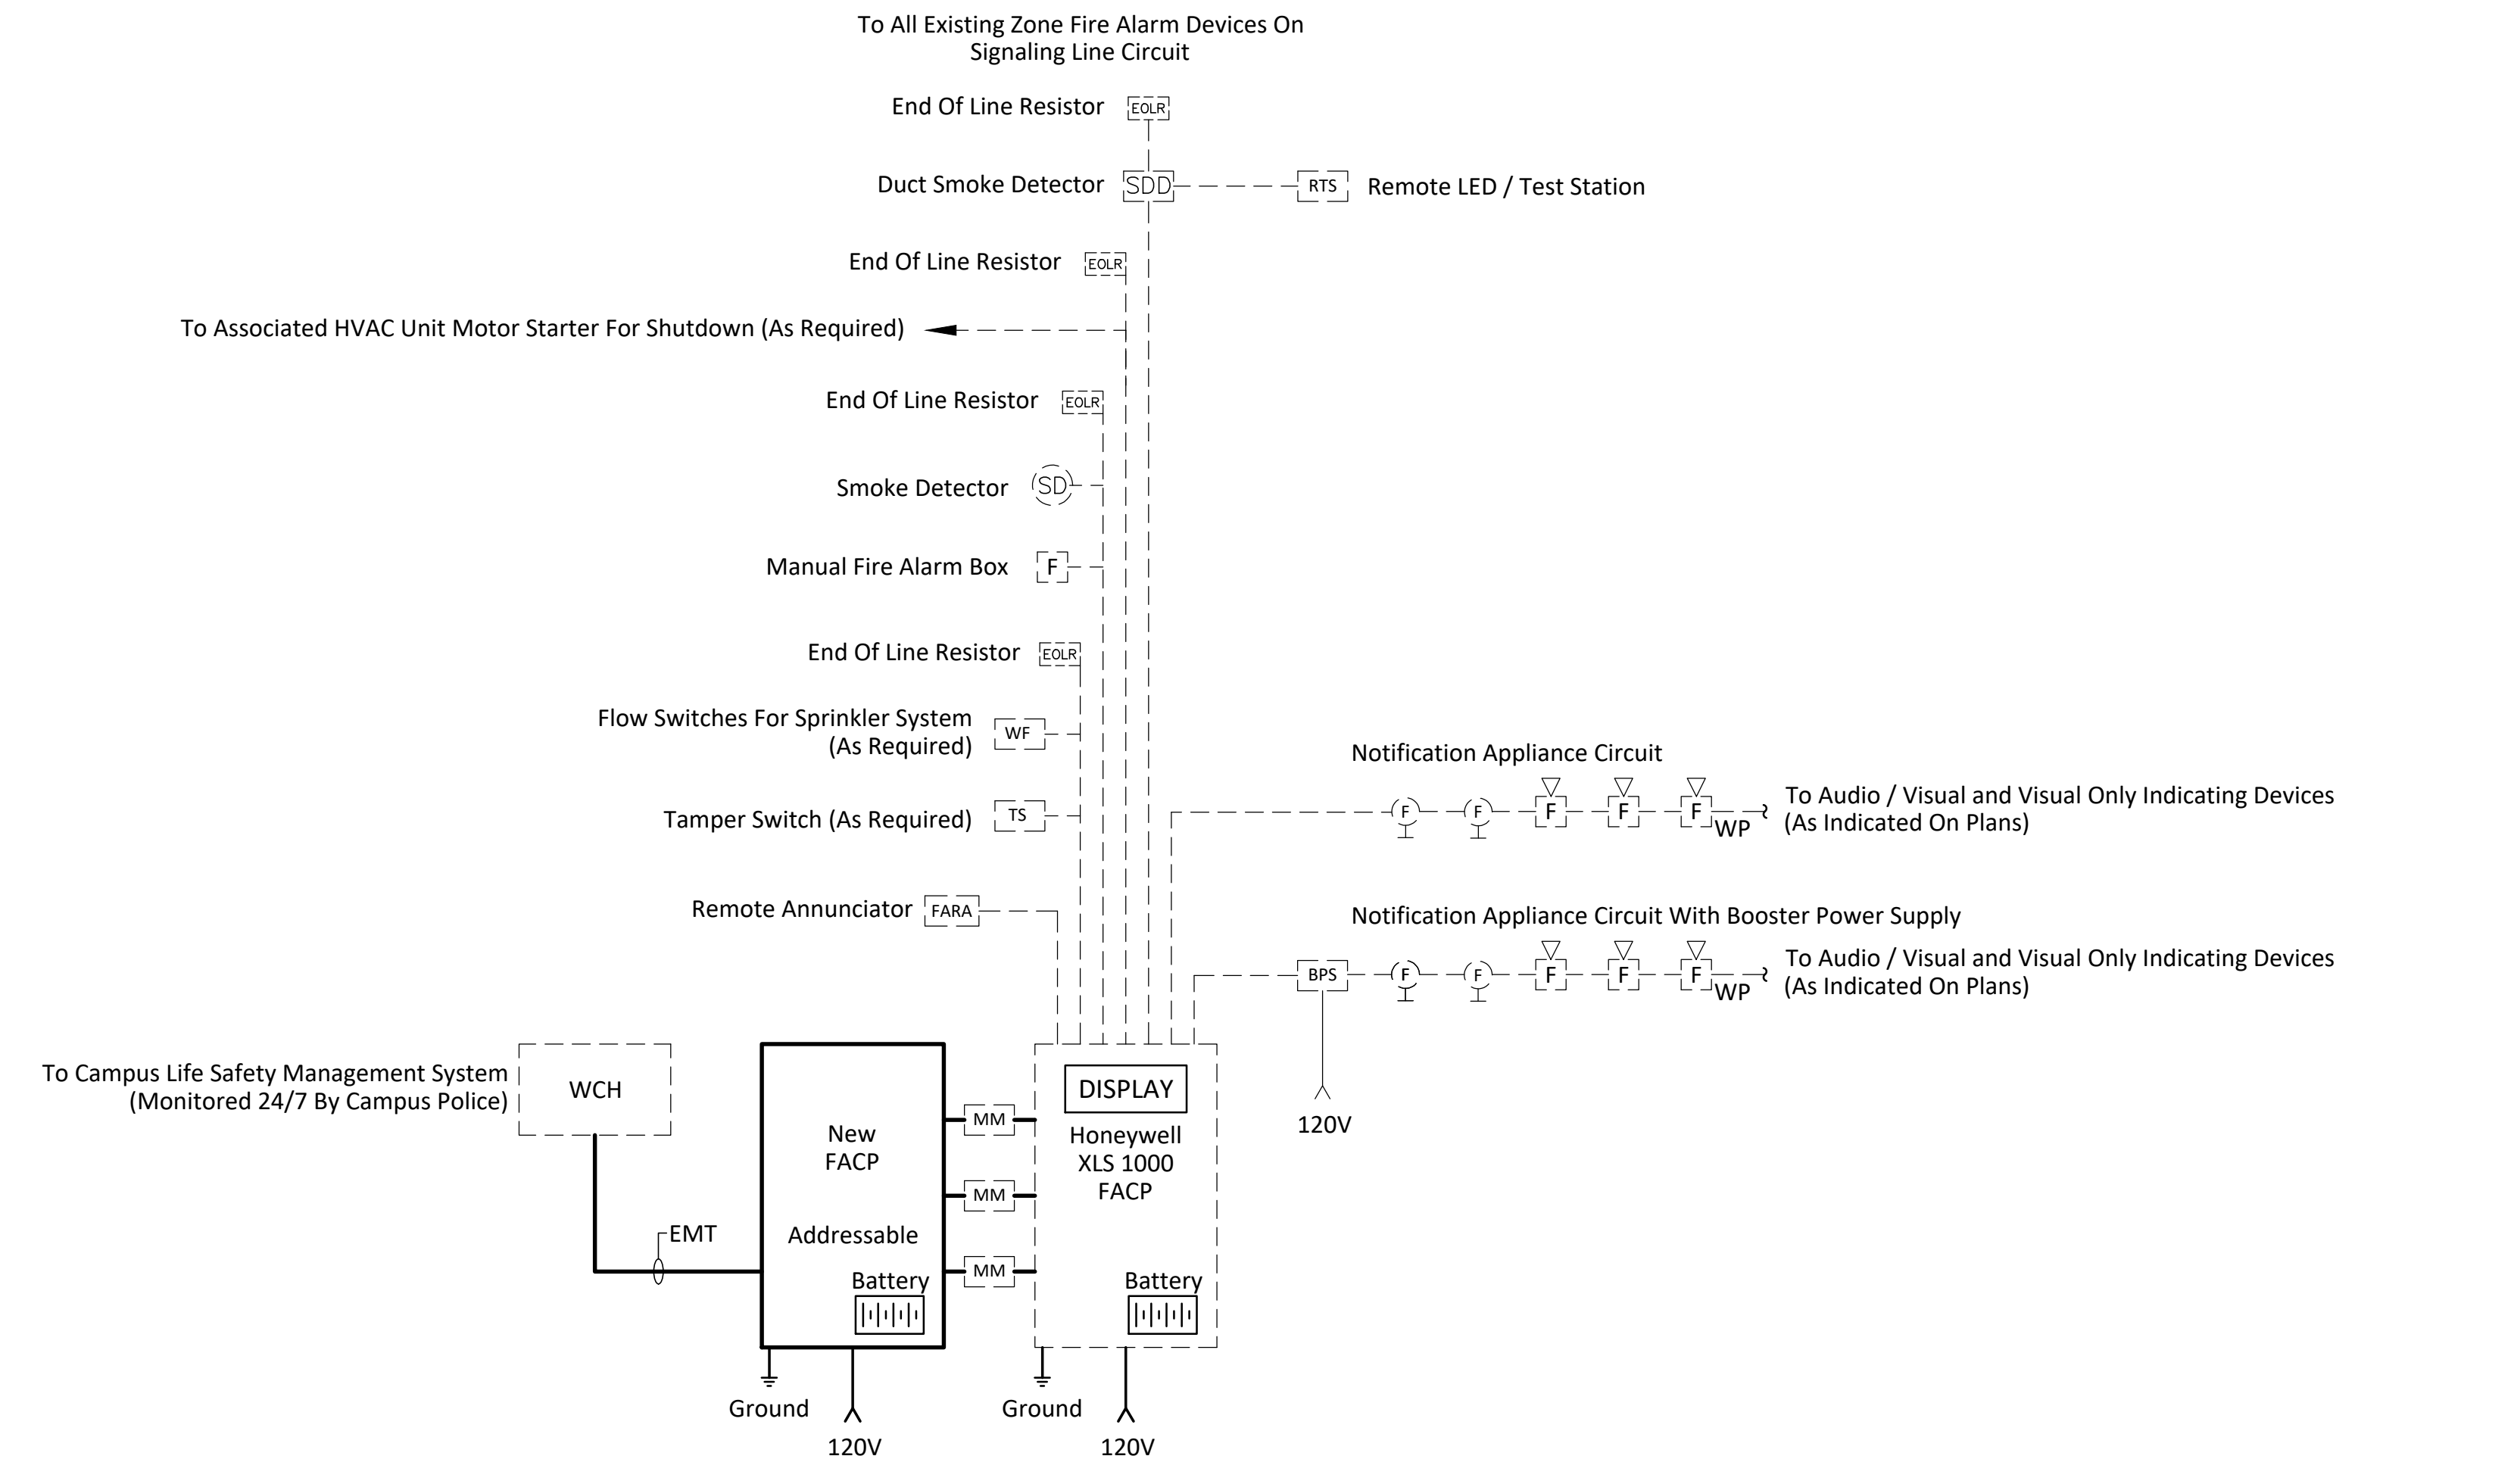 To All Existing Zone Fire Alarm Devices On
Signaling Line Circuit
End Of Line Resistor
EOLR
Duct Smoke Detector
SDD
RTS
Remote LED / Test Station
End Of Line Resistor
EOLR
To Associated HVAC Unit Motor Starter For Shutdown (As Required)
End Of Line Resistor
EOLR
Smoke Detector
SD
Manual Fire Alarm Box
F
End Of Line Resistor
EOLR
Flow Switches For Sprinkler System
(As Required)
WF
Tamper Switch (As Required)
TS
Notification Appliance Circuit
F
F
F
F
F
WP
To Audio / Visual and Visual Only Indicating Devices
(As Indicated On Plans)
Remote Annunciator
FARA
Notification Appliance Circuit With Booster Power Supply
BPS
F
F
F
F
F
WP
To Audio / Visual and Visual Only Indicating Devices
(As Indicated On Plans)
120V
To Campus Life Safety Management System
(Monitored 24/7 By Campus Police)
WCH
EMT
New
FACP
Addressable
Battery
MM
MM
MM
DISPLAY
Honeywell
XLS 1000
FACP
Battery
Ground
120V
Ground
120V